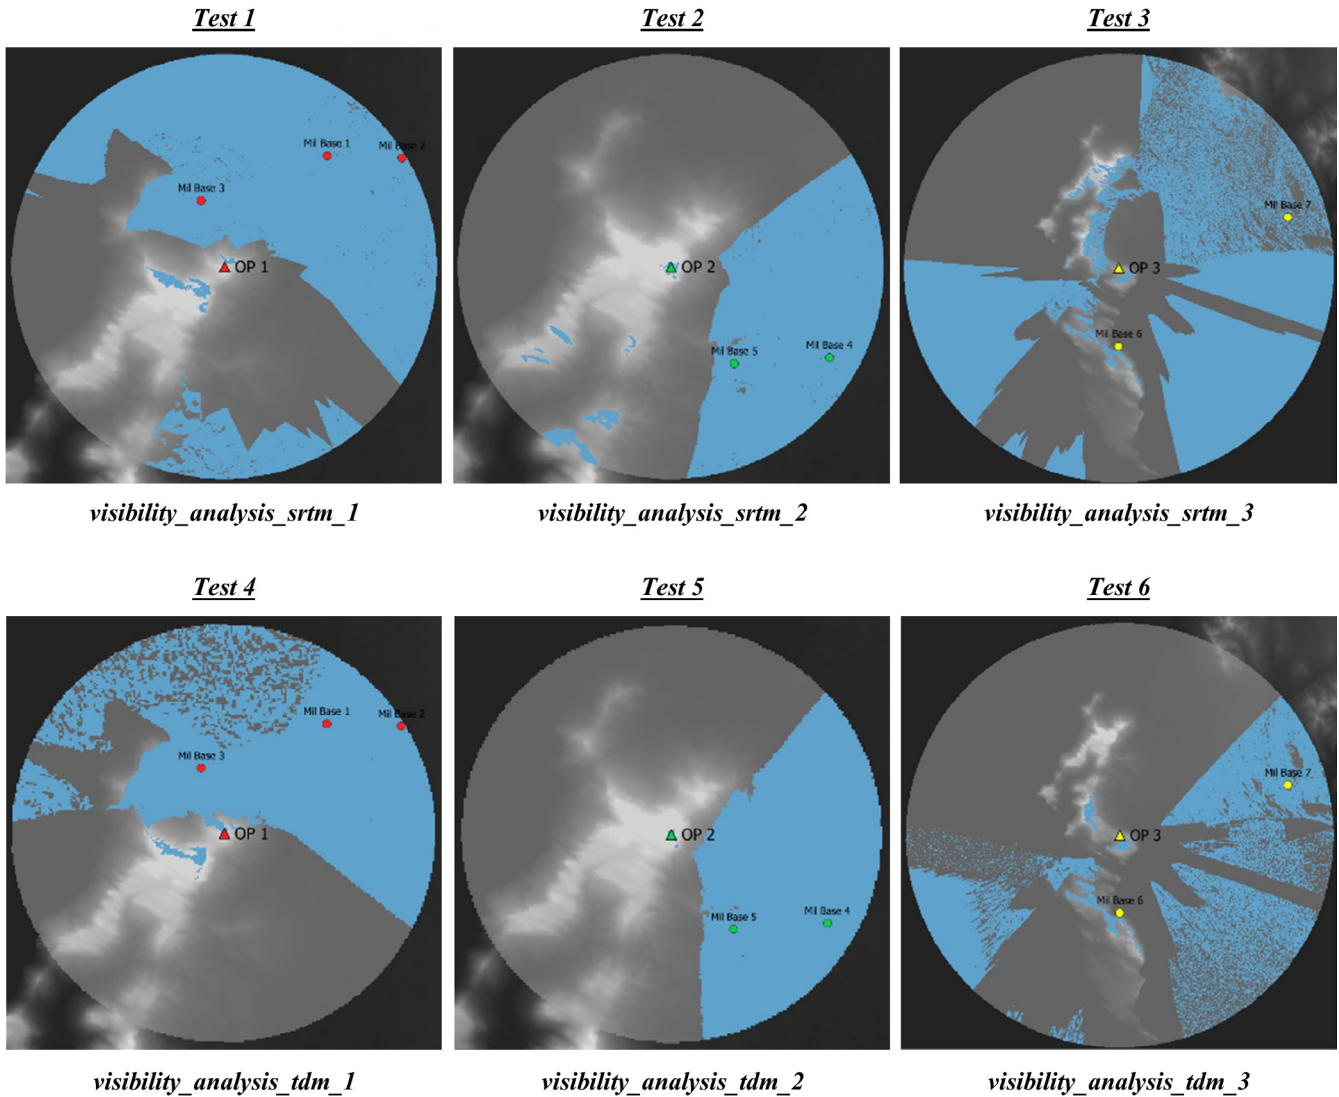 Test 1
Test 2
Test 3
Mil Base 1
Mil Base 2
Mil Base 3
OP 1
OP 2
Mil Base 5
Mil Base 4
Mil Base 7
OP 3
Mil Base 6
visibility_analysis_srtm_1
visibility_analysis_srtm_2
visibility_analysis_srtm_3
Test 4
Test 5
Test 6
Mil Base 1
Mil Base 2
Mil Base 3
OP 1
OP 2
Mil Base 5
Mil Base 4
Mil Base 7
OP 3
Mil Base 6
visibility_analysis_tdm_1
visibility_analysis_tdm_2
visibility_analysis_tdm_3